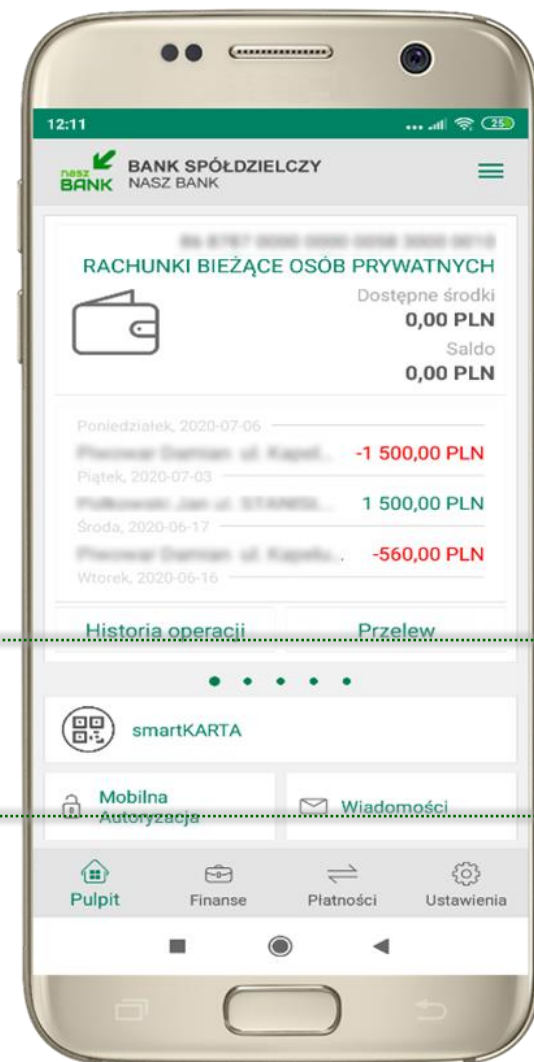 12:11
25
nasz BANK
BANK SPÓŁDZIELCZY
NASZ BANK
RACHUNKI BIEŻĄCE OSÓB PRYWATNYCH
Dostępne środki
0,00 PLN
Saldo
0,00 PLN
Poniedziałek, 2020-07-06
-1 500,00 PLN
Piątek, 2020-07-03
1 500,00 PLN
Środa, 2020-06-17
-560,00 PLN
Wtorek, 2020-06-16
Historia operacji
Przelew
smartKARTA
Mobilna
Autoryzacja
Wiadomości
Pulpit
Finanse
Płatności
Ustawienia